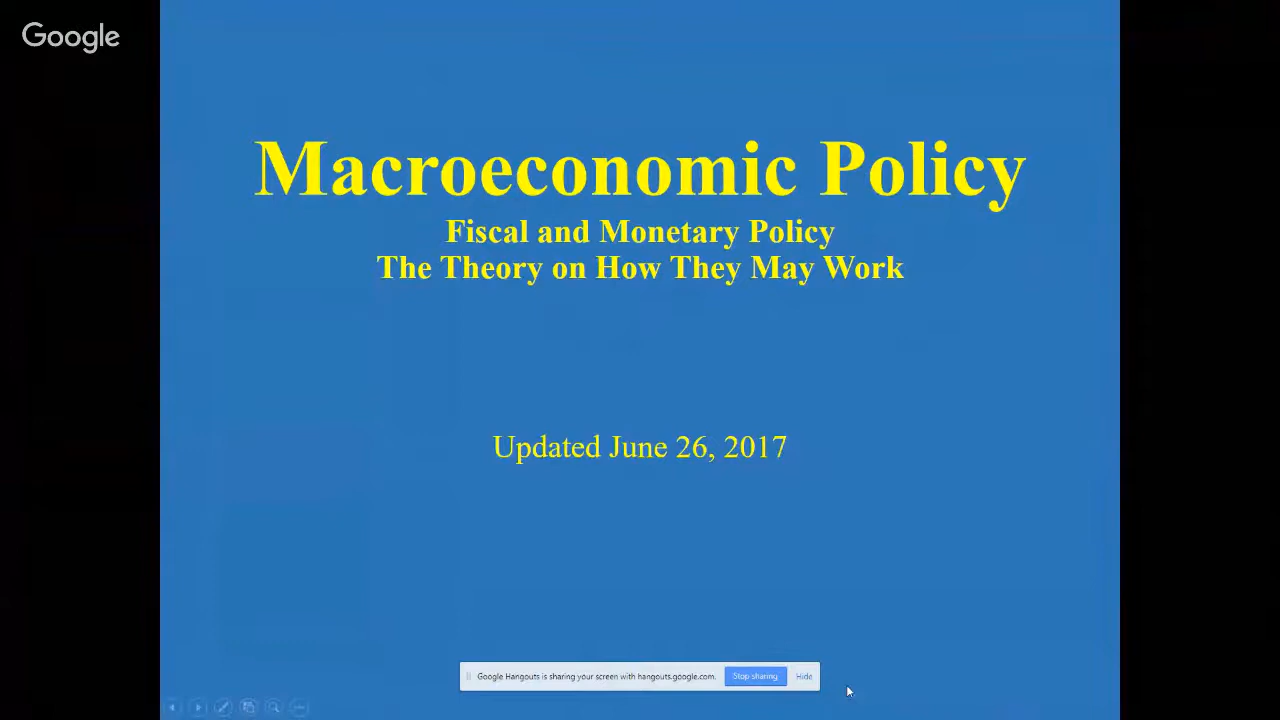 Google
Macroeconomic Policy
Fiscal and Monetary Policy
The Theory on How They May Work
Updated June 26, 2017
Google Hangouts is sharing your screen with hangouts.google.com. Stop sharing Hide